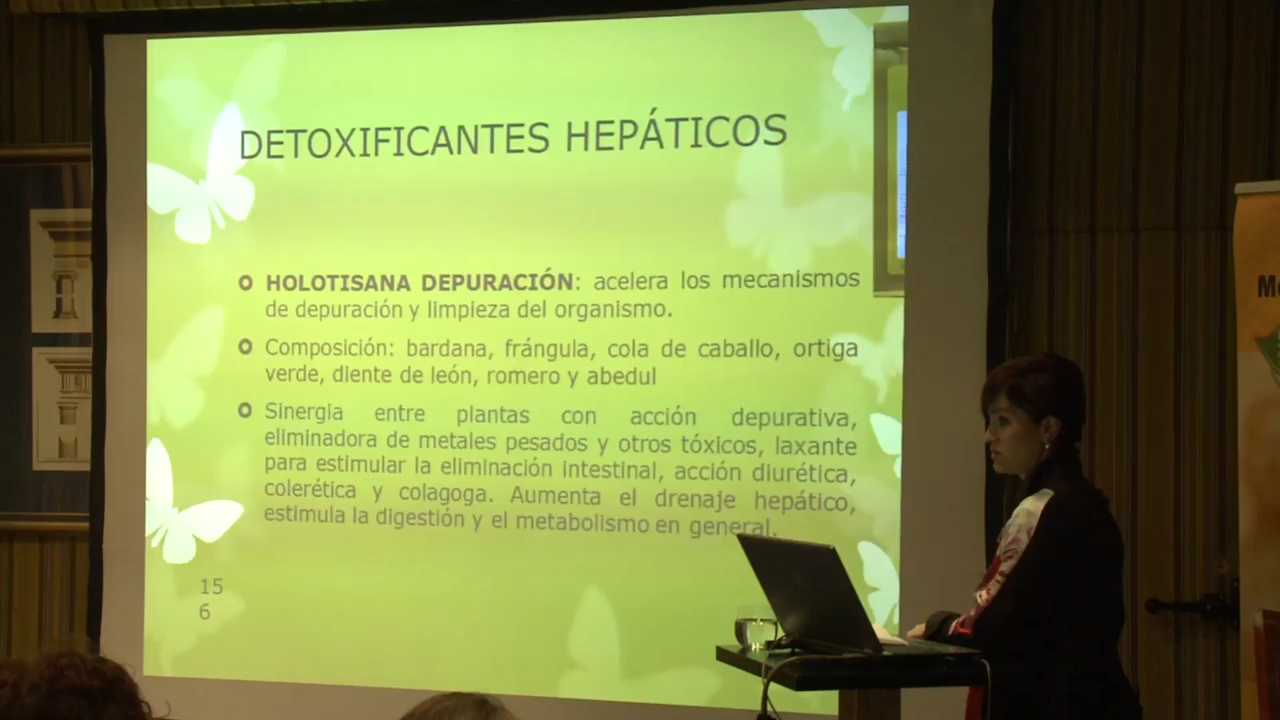 DETOXIFICANTES HEPÁTICOS
HOLOTISANA DEPURACIÓN: acelera los mecanismos
de depuración y limpieza del organismo.
Composición: bardana, frángula, cola de caballo, ortiga
verde, diente de león, romero y abedul
Sinergia entre plantas con acción depurativa,
eliminadora de metales pesados y otros tóxicos, laxante
para estimular la eliminación intestinal, acción diurética,
colerética y colagoga. Aumenta el drenaje hepático,
estimula la digestión y el metabolismo en general.
15
6